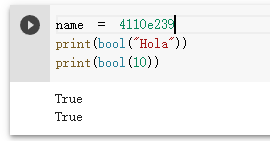 name = 4110e239
print(bool("Hola"))
print(bool(10))
True
True